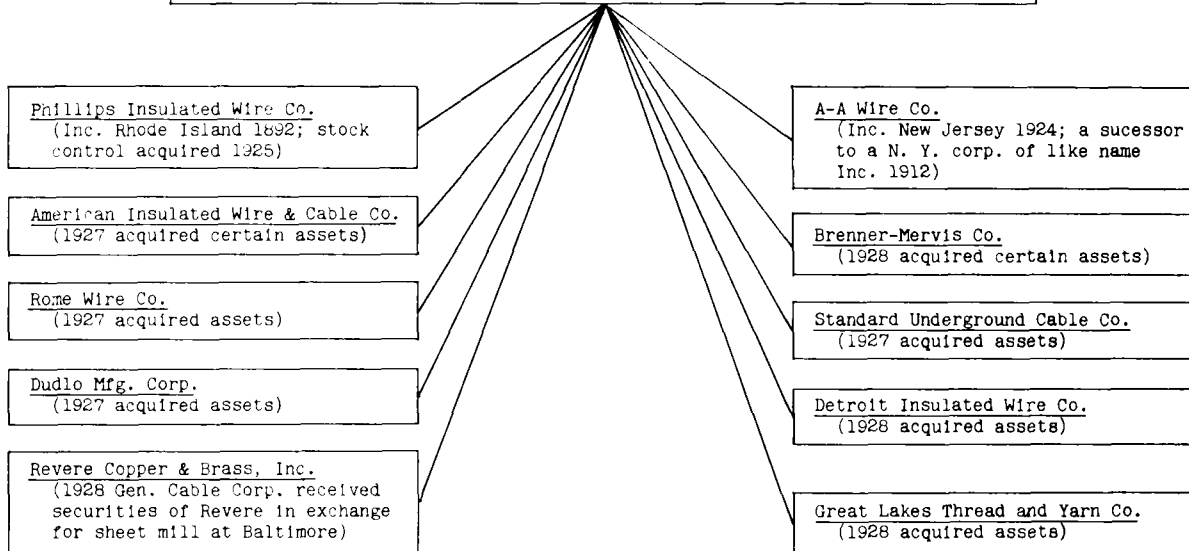 Phillips Insulated Wire Co.
(Inc. Rhode Island 1892; stock
control acquired 1925)
American Insulated Wire & Cable Co.
(1927 acquired certain assets)
Rome Wire Co.
(1927 acquired assets)
Dudlo Mfg. Corp.
(1927 acquired assets)
Revere Copper & Brass, Inc.
(1928 Gen. Cable Corp. received
securities of Revere in exchange
for sheet mill at Baltimore)
A-A Wire Co.
(Inc. New Jersey 1924; a sucessor
to a N. Y. corp. of like name
Inc. 1912)
Brenner-Mervis Co.
(1928 acquired certain assets)
Standard Underground Cable Co.
(1927 acquired assets)
Detroit Insulated Wire Co.
(1928 acquired assets)
Great Lakes Thread and Yarn Co.
(1928 acquired assets)